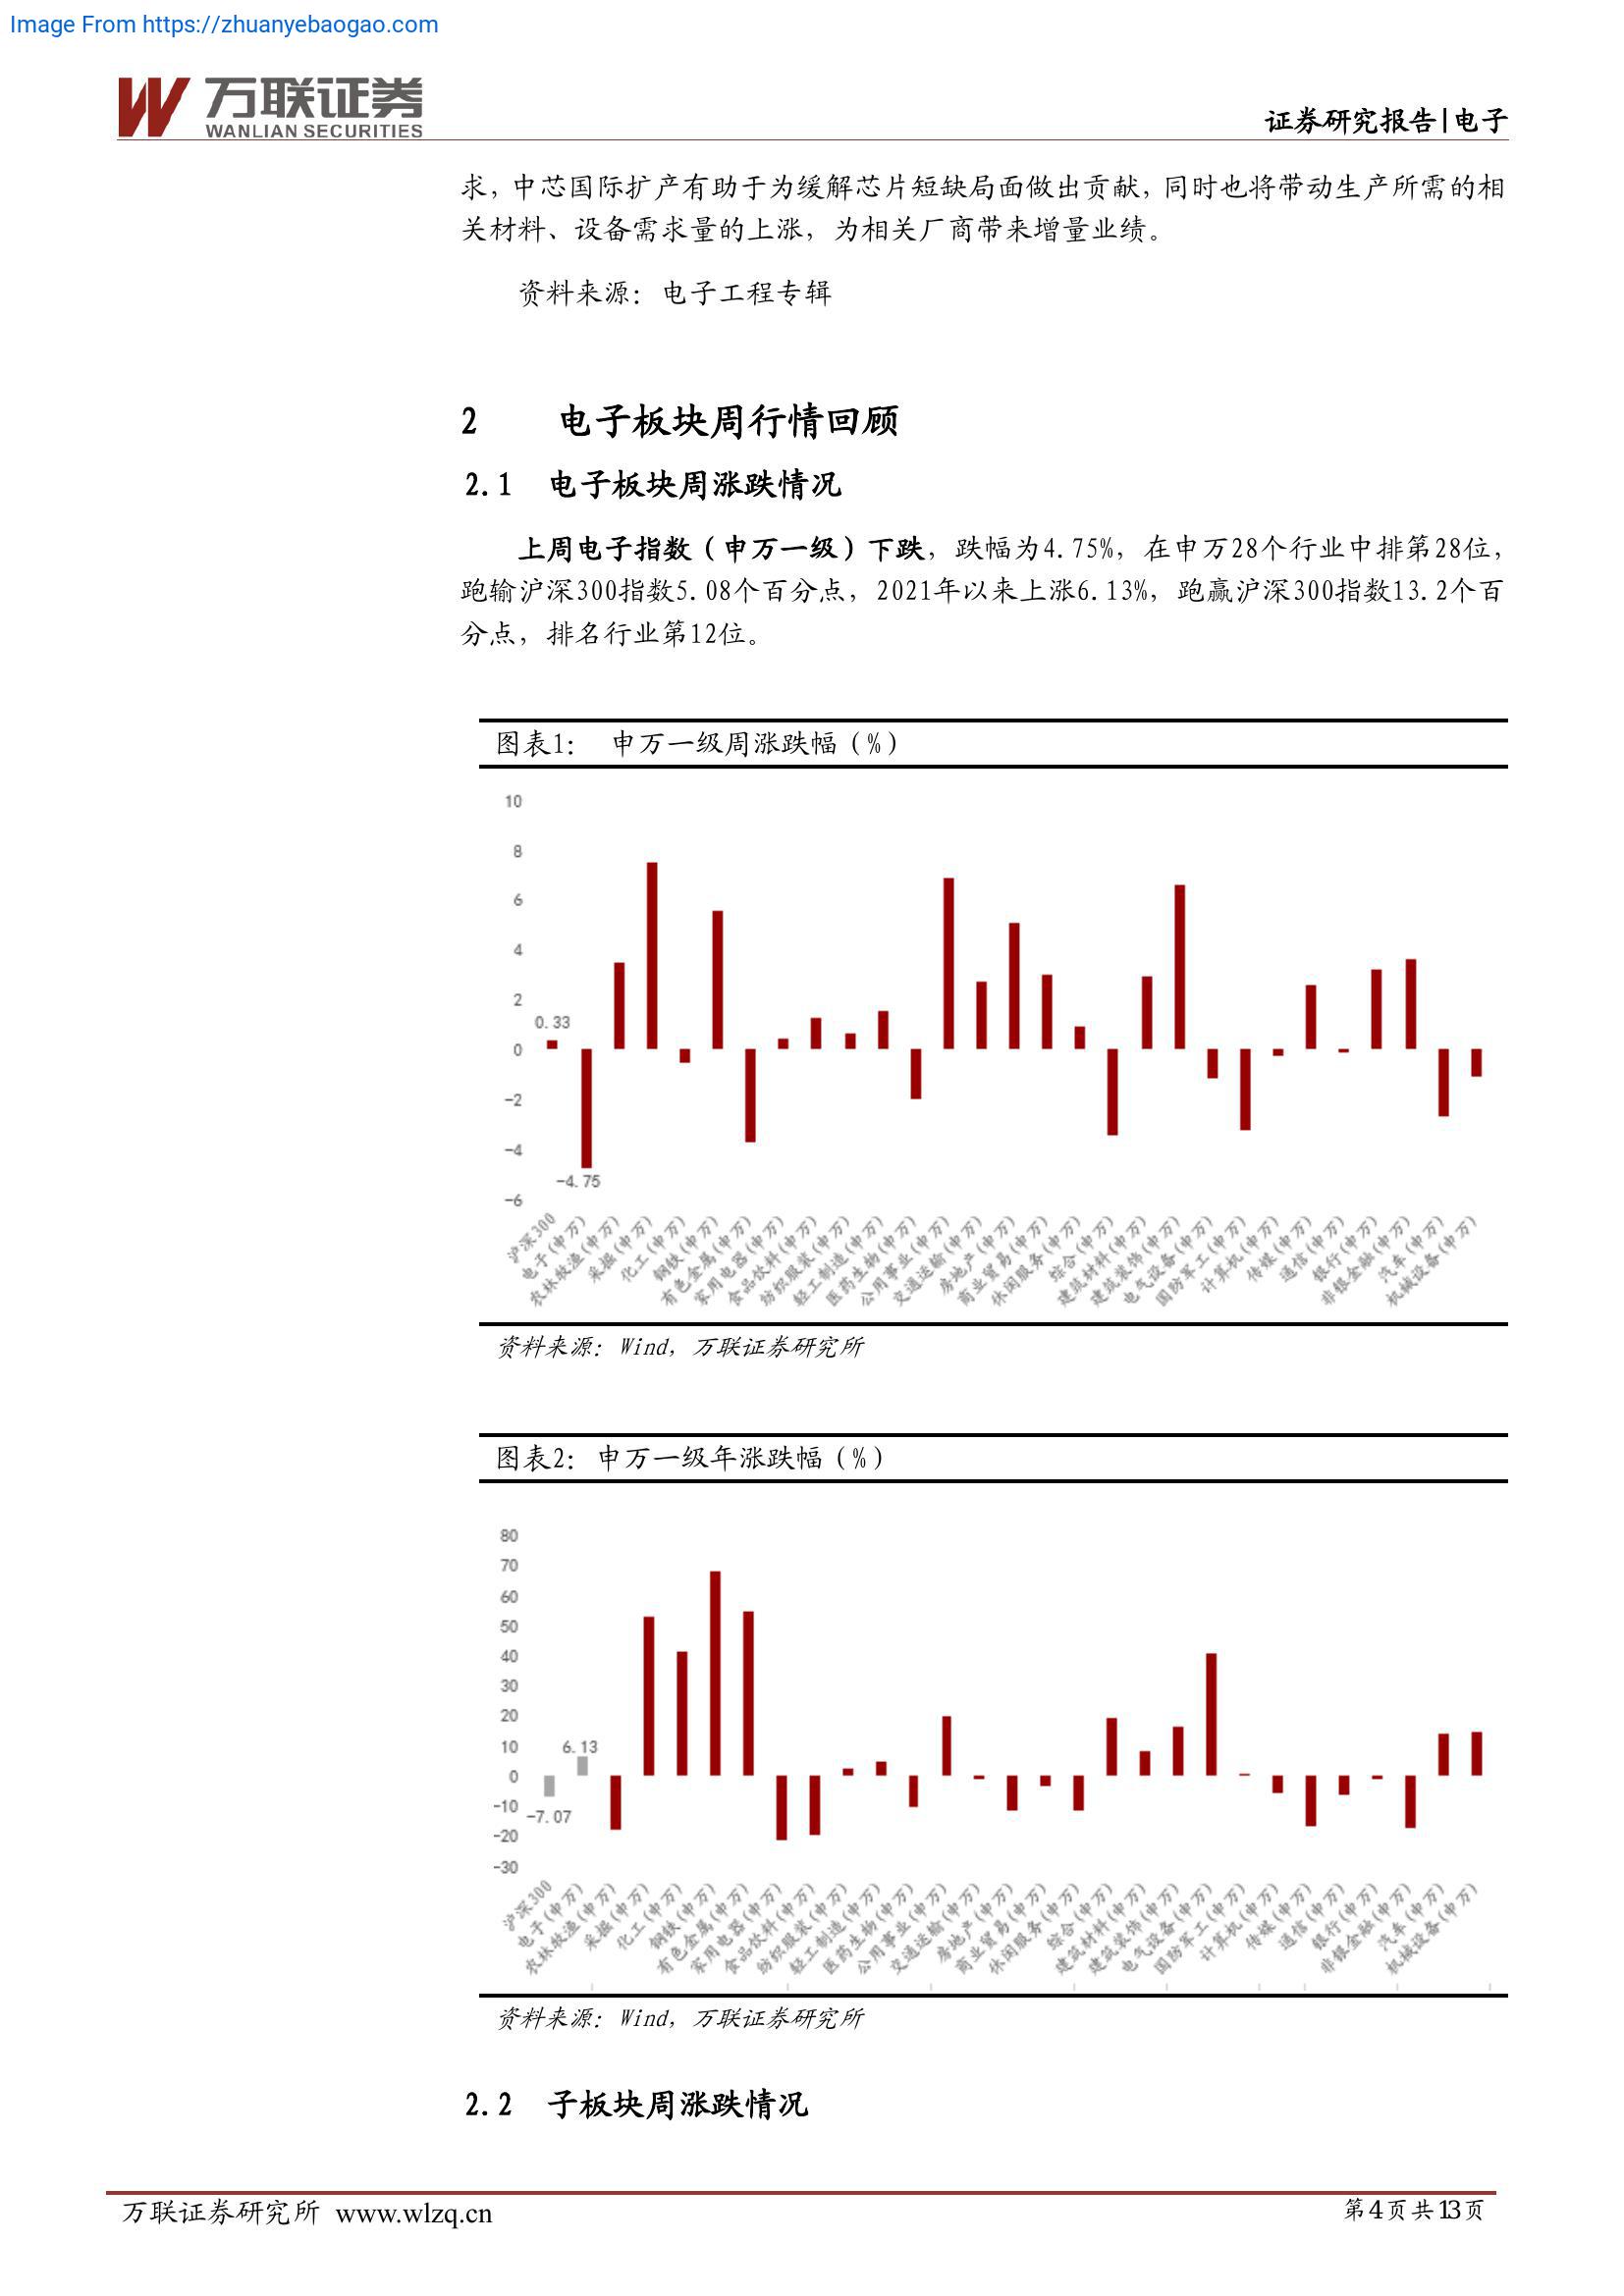 Image From https://zhuanyebaogao.com
万联证券
WANLIAN SECURITIES
证券研究报告|电子
求，中芯国际扩产有助于为缓解芯片短缺局面做出贡献，同时也将带动生产所需的相
关材料、设备需求量的上涨，为相关厂商带来增量业绩。
资料来源：电子工程专辑
2 电子板块周行情回顾
2.1 电子板块周涨跌情况
上周电子指数（申万一级）下跌，跌幅为4.75%，在申万28个行业中排第28位，
跑输沪深300指数5.08个百分点，2021年以来上涨6.13%，跑赢沪深300指数13.2个百
分点，排名行业第12位。
图表1： 申万一级周涨跌幅（%）
10
8
6
4
2
0
-2
-4
-6
0.33
-4.75
沪深300
电子(申万)
农林牧渔(申万)
采掘(申万)
化工(申万)
钢铁(申万)
有色金属(申万)
家用电器(申万)
食品饮料(申万)
纺织服装(申万)
轻工制造(申万)
医药生物(申万)
公用事业(申万)
交通运输(申万)
房地产(申万)
商业贸易(申万)
休闲服务(申万)
综合(申万)
建筑材料(申万)
建筑装饰(申万)
电气设备(申万)
国防军工(申万)
计算机(申万)
传媒(申万)
通信(申万)
银行(申万)
非银金融(申万)
汽车(申万)
机械设备(申万)
资料来源：Wind，万联证券研究所
图表2：申万一级年涨跌幅（%）
80
70
60
50
40
30
20
10
0
-10
-20
-30
6.13
-7.07
沪深300
电子(申万)
农林牧渔(申万)
采掘(申万)
化工(申万)
钢铁(申万)
有色金属(申万)
家用电器(申万)
食品饮料(申万)
纺织服装(申万)
轻工制造(申万)
医药生物(申万)
公用事业(申万)
交通运输(申万)
房地产(申万)
商业贸易(申万)
休闲服务(申万)
综合(申万)
建筑材料(申万)
建筑装饰(申万)
电气设备(申万)
国防军工(申万)
计算机(申万)
传媒(申万)
通信(申万)
银行(申万)
非银金融(申万)
汽车(申万)
机械设备(申万)
资料来源：Wind，万联证券研究所
2.2 子板块周涨跌情况
万联证券研究所 www.wlzq.cn
第4页共13页